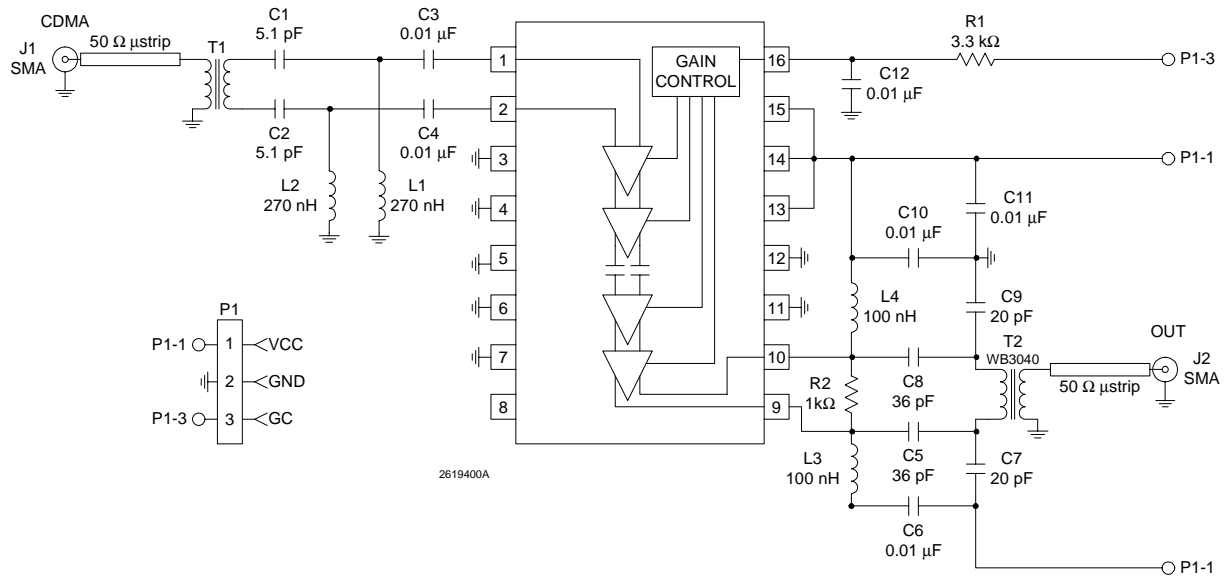 CDMA
J1
SMA
50 Ω µstrip
T1
C1
5.1 pF
C3
0.01 µF
C2
5.1 pF
C4
0.01 µF
L2
270 nH
L1
270 nH
1
2
3
4
5
6
7
8
GAIN
CONTROL
16
15
14
13
12
11
10
9
R1
3.3 kΩ
P1-3
C12
0.01 µF
P1-1
C11
0.01 µF
C10
0.01 µF
L4
100 nH
C9
20 pF
T2
WB3040
OUT
J2
SMA
50 Ω µstrip
C8
36 pF
R2
1kΩ
C5
36 pF
C7
20 pF
L3
100 nH
C6
0.01 µF
P1-1
P1
P1-1
1
VCC
2
GND
P1-3
3
GC
2619400A